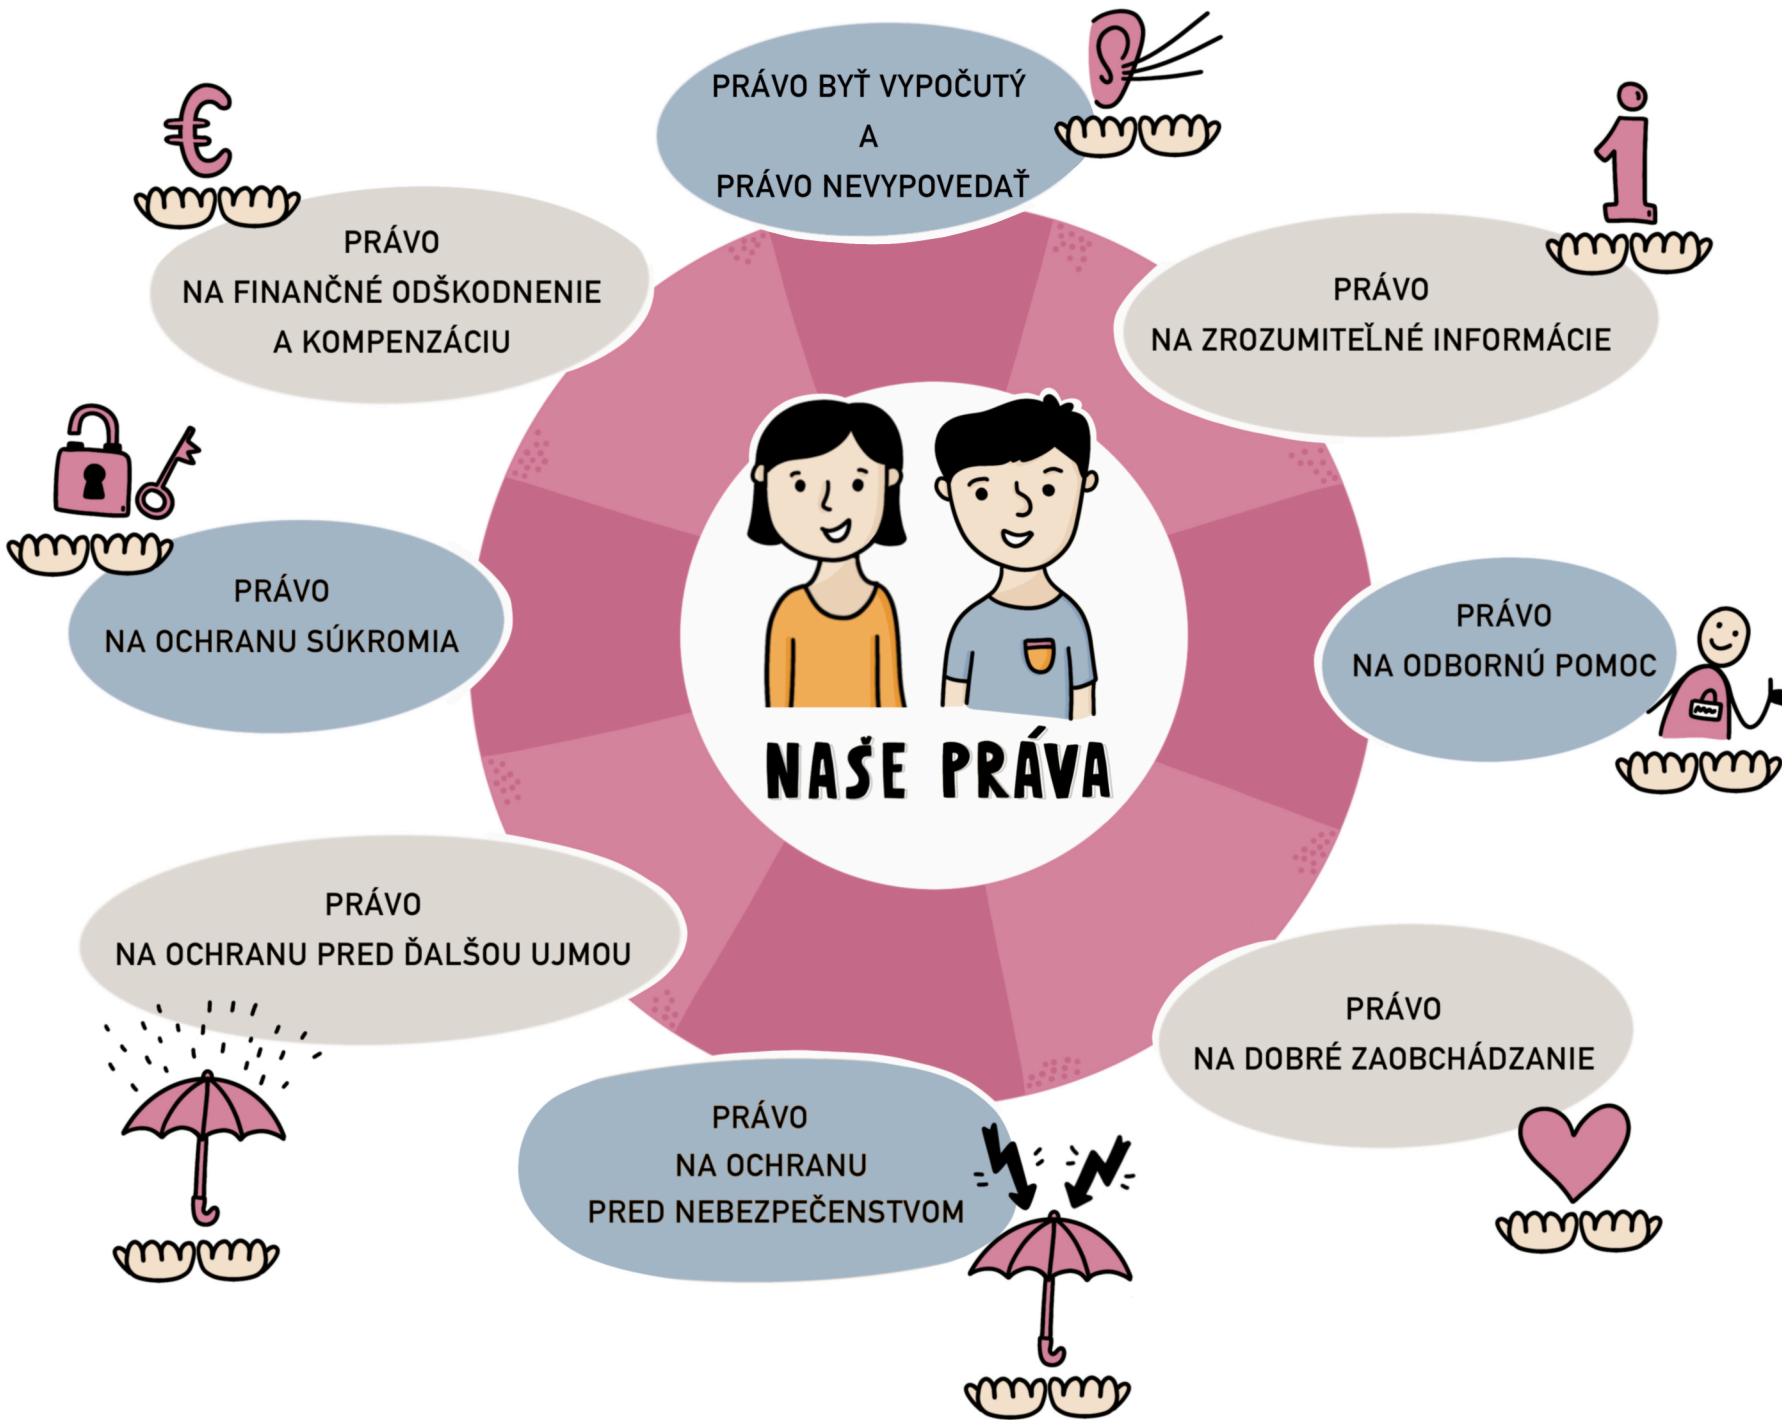 PRÁVO BYŤ VYPOČUTÝ
A
PRÁVO NEVYPOVEDAŤ
PRÁVO
NA ZROZUMITEĽNÉ INFORMÁCIE
PRÁVO
NA ODBORNÚ POMOC
PRÁVO
NA DOBRÉ ZAOBCHÁDZANIE
PRÁVO
NA OCHRANU
PRED NEBEZPEČENSTVOM
PRÁVO
NA OCHRANU PRED ĎALŠOU UJMOU
PRÁVO
NA OCHRANU SÚKROMIA
PRÁVO
NA FINANČNÉ ODŠKODNENIE
A KOMPENZÁCIU
€
i
NAŠE PRÁVA